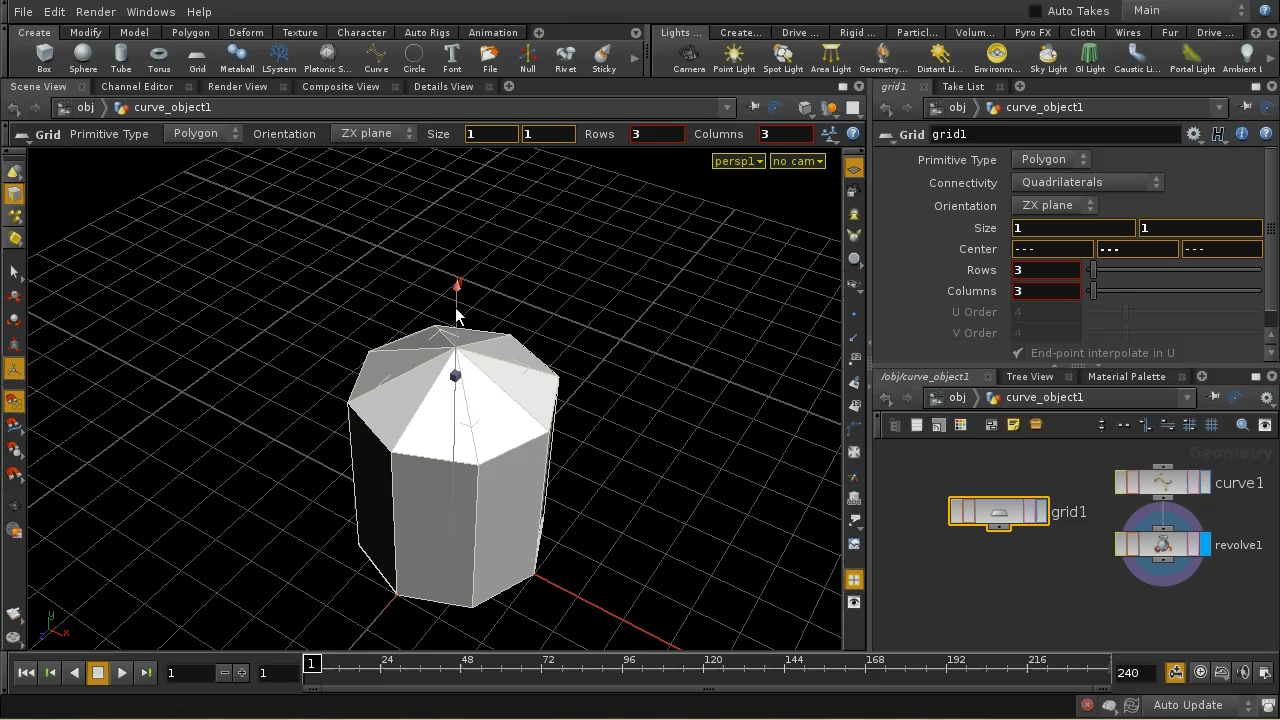 File Edit Render Windows Help
Auto Takes Main
Create Modify Model Polygon Deform Texture Character Auto Rigs Animation
Lights ... Create... Drive ... Rigid ... Particl... Volum... Pyro FX Cloth Wires Fur Drive ...
Box Sphere Tube Torus Grid Metaball LSystem Platonic S... Curve Circle Font File Null Rivet Sticky
Camera Point Light Spot Light Area Light Geometry... Distant Li... Environm... Sky Light GI Light Caustic Li... Portal Light Ambient L
Scene View Channel Editor Render View Composite View Details View
grid1 Take List
obj curve_object1
obj curve_object1
Grid Primitive Type Polygon Orientation ZX plane Size 1 1 Rows 3 Columns 3
Grid grid1
persp1 no cam
Primitive Type Polygon
Connectivity Quadrilaterals
Orientation ZX plane
Size 1 1
Center --- --- ---
Rows 3
Columns 3
U Order 4
V Order 4
End-point interpolate in U
/obj/curve_object1 Tree View Material Palette
obj curve_object1
Geometry
curve1
grid1
revolve1
y
z x
1 1 1 24 48 72 96 120 144 168 192 216 240
Auto Update